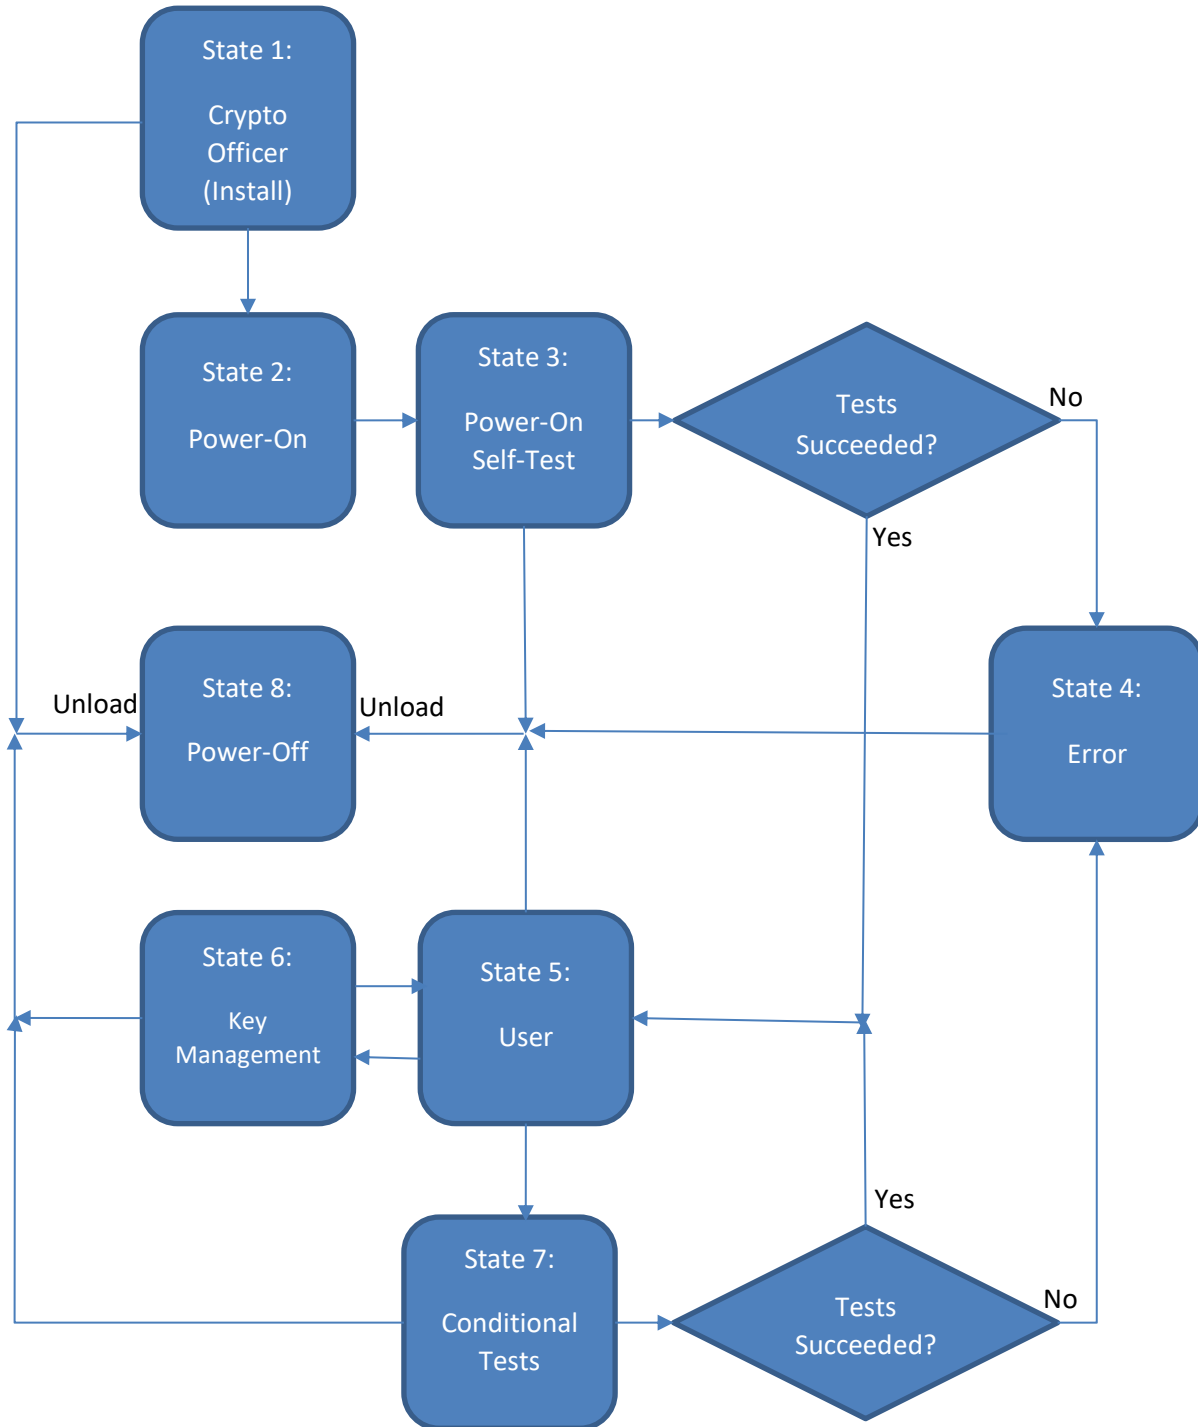 State 1:
Crypto
Officer
(Install)
State 2:
Power-On
State 3:
Power-On
Self-Test
Tests
Succeeded?
No
Yes
Unload
State 8:
Power-Off
Unload
State 4:
Error
State 6:
Key
Management
State 5:
User
Yes
State 7:
Conditional
Tests
Tests
Succeeded?
No